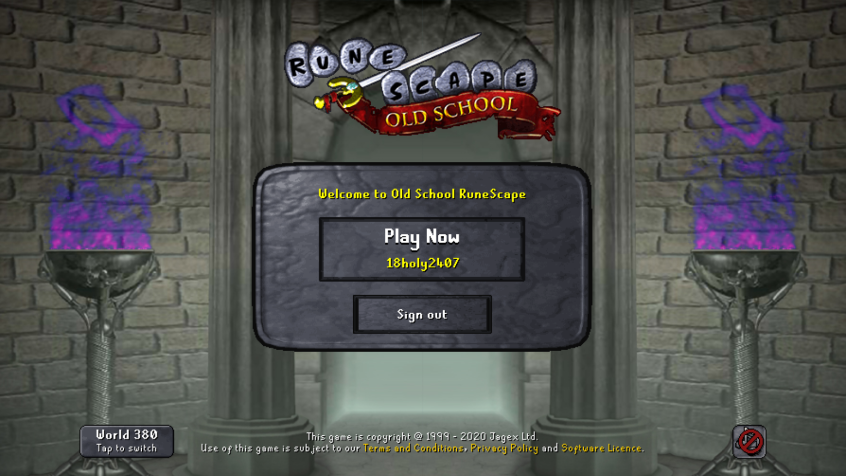 RUNE
SCAPE
OLD SCHOOL
Welcome to Old School RuneScape
Play Now
18holy2407
Sign out
World 380
Tap to switch
This game is copyright © 1999 - 2020 Jagex Ltd.
Use of this game is subject to our Terms and Conditions, Privacy Policy and Software Licence.